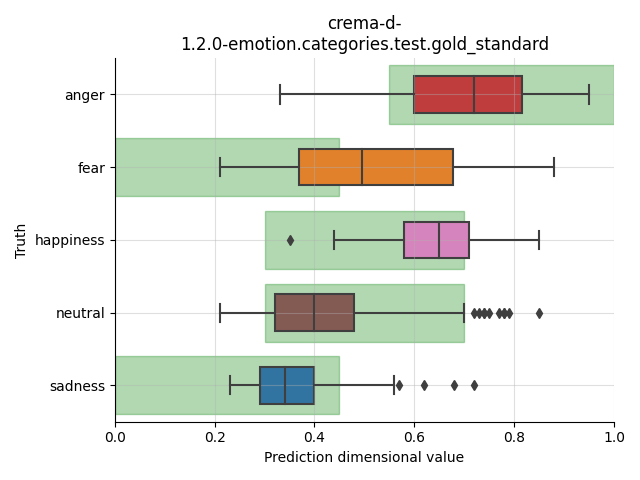 crema-d-
1.2.0-emotion.categories.test.gold_standard
Truth
anger
fear
happiness
neutral
sadness
0.0 0.2 0.4 0.6 0.8 1.0
Prediction dimensional value